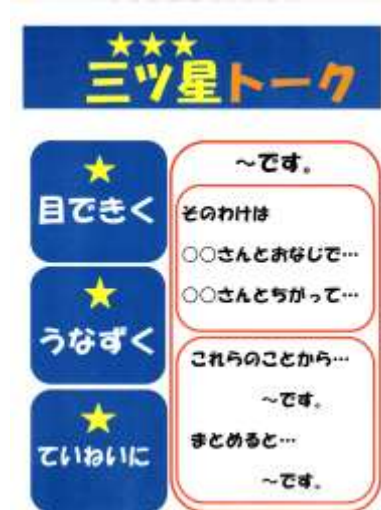 ★★★
三ツ星トーク
★
目できく
★
うなずく
★
ていねいに
～です。
そのわけは
○○さんとおなじで…
○○さんとちがって…
これらのことから…
～です。
まとめると…
～です。